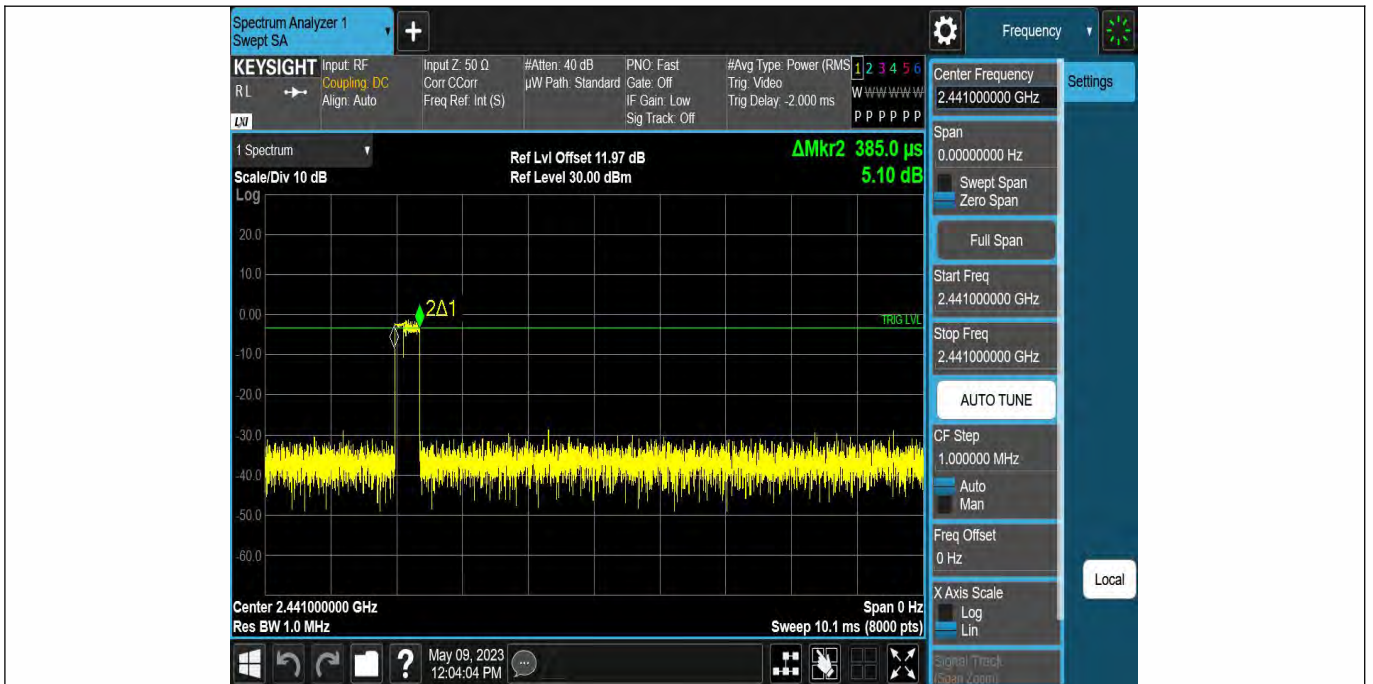 Spectrum Analyzer 1
Swept SA
+
Frequency
KEYSIGHT
RL
LXI
Input: RF
Coupling: DC
Align: Auto
Input Z: 50 Ω
Corr CCorr
Freq Ref: Int (S)
#Atten: 40 dB
µW Path: Standard
PNO: Fast
Gate: Off
IF Gain: Low
Sig Track: Off
#Avg Type: Power (RMS
Trig: Video
Trig Delay: -2.000 ms
1 2 3 4 5 6
W W W W W W
P P P P P P
1 Spectrum
Scale/Div 10 dB
Log
Ref Lvl Offset 11.97 dB
Ref Level 30.00 dBm
ΔMkr2 385.0 µs
5.10 dB
20.0
10.0
0.00
-10.0
-20.0
-30.0
-40.0
-50.0
-60.0
2Δ1
TRIG LVL
Center 2.441000000 GHz
Res BW 1.0 MHz
Span 0 Hz
Sweep 10.1 ms (8000 pts)
Center Frequency
2.441000000 GHz
Settings
Span
0.00000000 Hz
Swept Span
Zero Span
Full Span
Start Freq
2.441000000 GHz
Stop Freq
2.441000000 GHz
AUTO TUNE
CF Step
1.000000 MHz
Auto
Man
Freq Offset
0 Hz
X Axis Scale
Log
Lin
Signal Track
(Span Zoom)
Local
?
May 09, 2023
12:04:04 PM